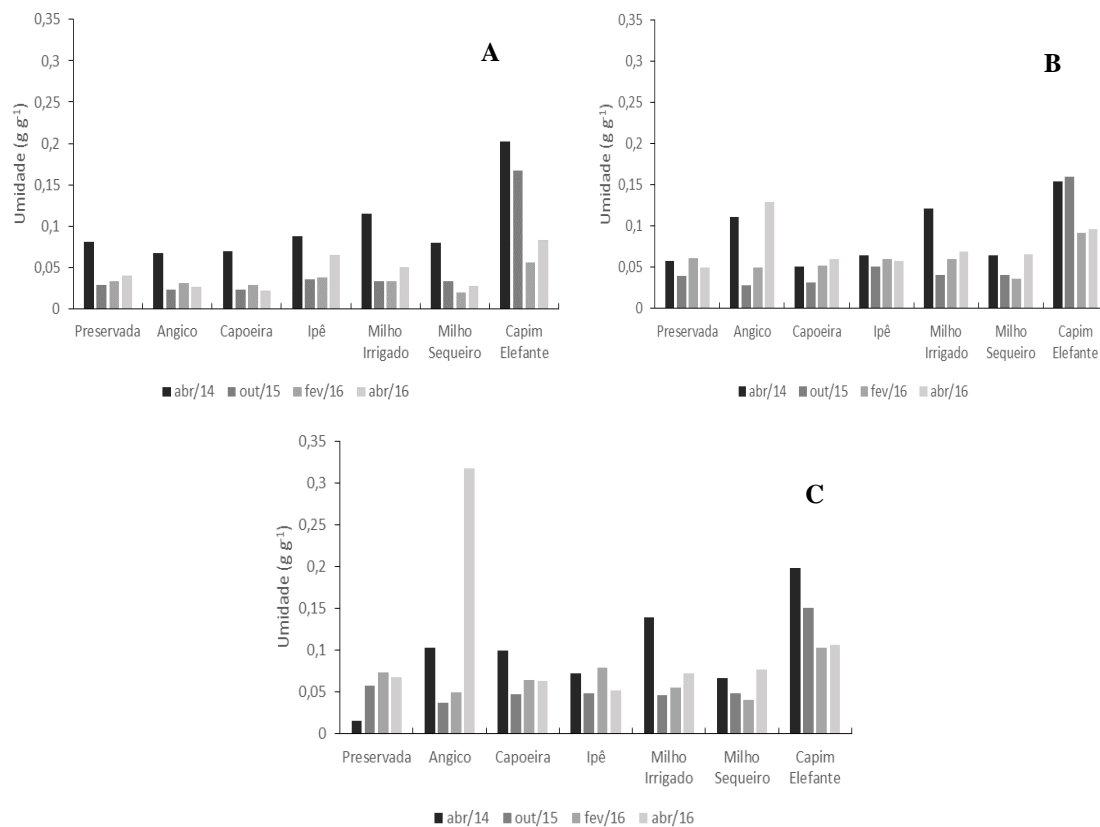 A
Umidade (g g⁻¹)
0,35
0,3
0,25
0,2
0,15
0,1
0,05
0
Preservada Angico Capoeira Ipê Milho Irrigado Milho Sequeiro Capim Elefante
abr/14 out/15 fev/16 abr/16
B
Umidade (g g⁻¹)
0,35
0,3
0,25
0,2
0,15
0,1
0,05
0
Preservada Angico Capoeira Ipê Milho Irrigado Milho Sequeiro Capim Elefante
abr/14 out/15 fev/16 abr/16
C
Umidade (g g⁻¹)
0,35
0,3
0,25
0,2
0,15
0,1
0,05
0
Preservada Angico Capoeira Ipê Milho Irrigado Milho Sequeiro Capim Elefante
abr/14 out/15 fev/16 abr/16